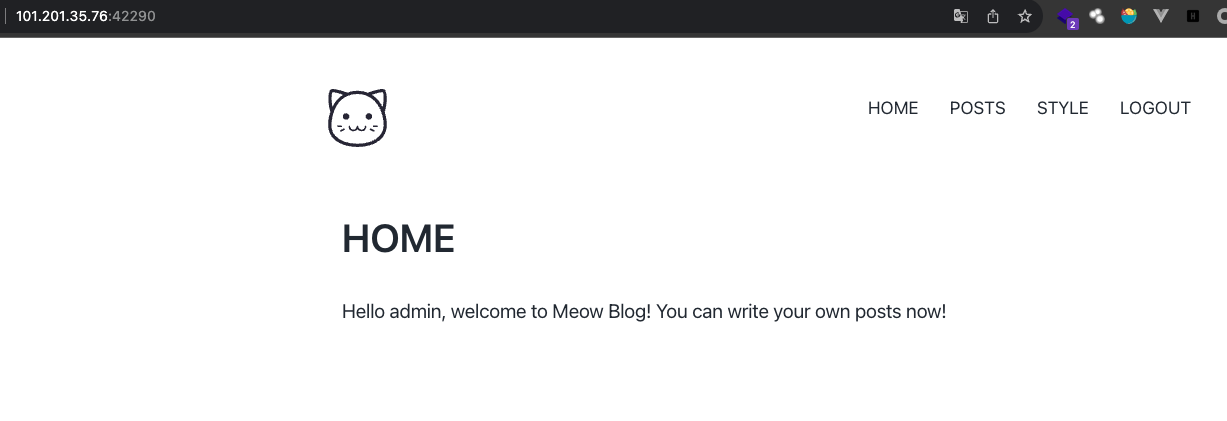 101.201.35.76:42290
2
HOME POSTS STYLE LOGOUT
HOME
Hello admin, welcome to Meow Blog! You can write your own posts now!